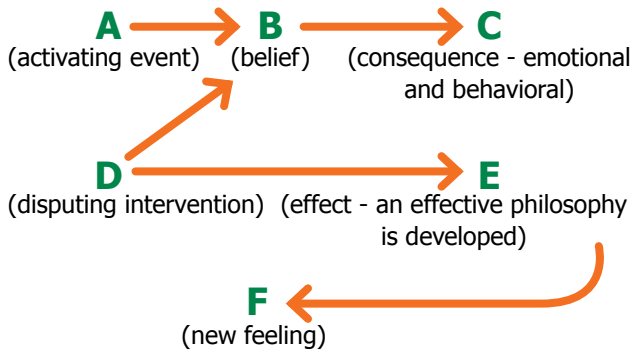 A B C
(activating event) (belief) (consequence - emotional
and behavioral)
D E
(disputing intervention) (effect - an effective philosophy
is developed)
F
(new feeling)